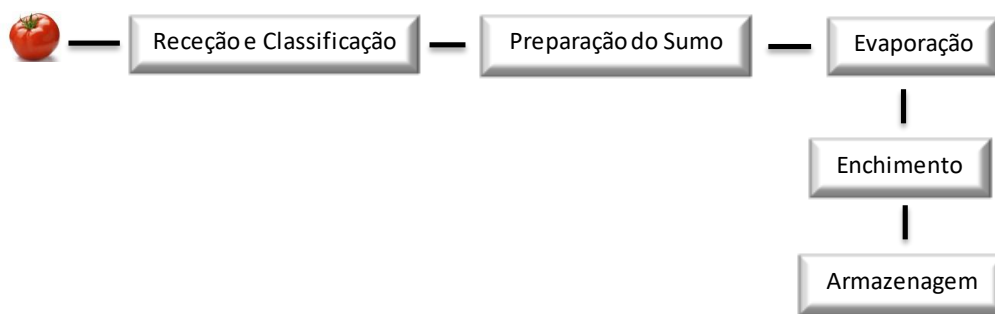 Receção e Classificação
Preparação do Sumo
Evaporação
Enchimento
Armazenagem